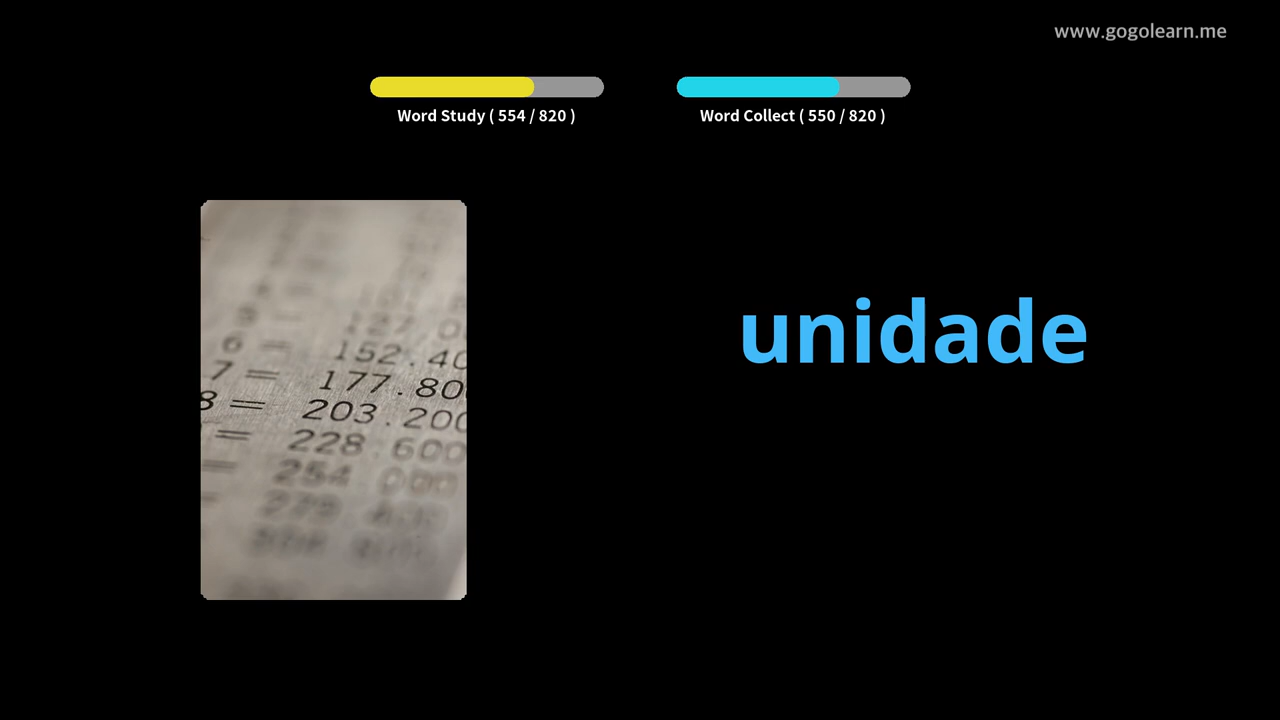 www.gogolearn.me
Word Study ( 554 / 820 )
Word Collect ( 550 / 820 )
unidade
6 = 152.40
7 = 177.80
8 = 203.200
= 228.600
= 254 000